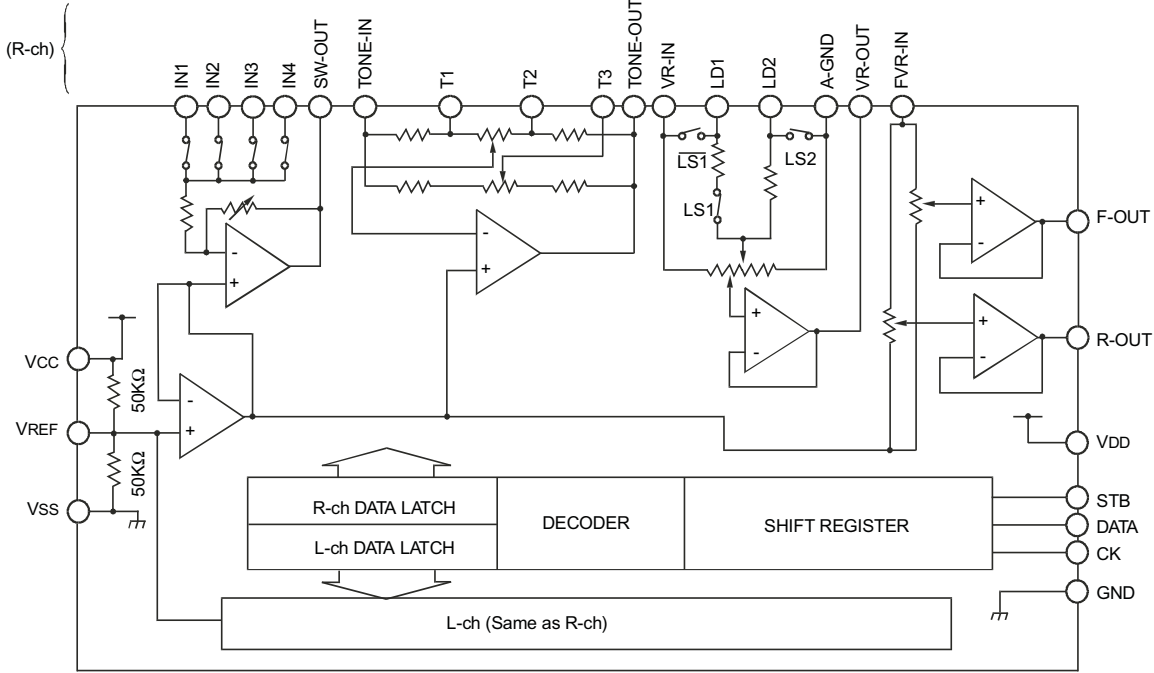 (R-ch)
IN1
IN2
IN3
IN4
SW-OUT
TONE-IN
T1
T2
T3
TONE-OUT
VR-IN
LD1
LD2
A-GND
VR-OUT
FVR-IN
LS1
LS2
LS1
-
+
-
+
+
-
+
-
F-OUT
+
-
R-OUT
VCC
50KΩ
VREF
-
+
50KΩ
VSS
VDD
R-ch DATA LATCH
L-ch DATA LATCH
DECODER
SHIFT REGISTER
STB
DATA
CK
GND
L-ch (Same as R-ch)